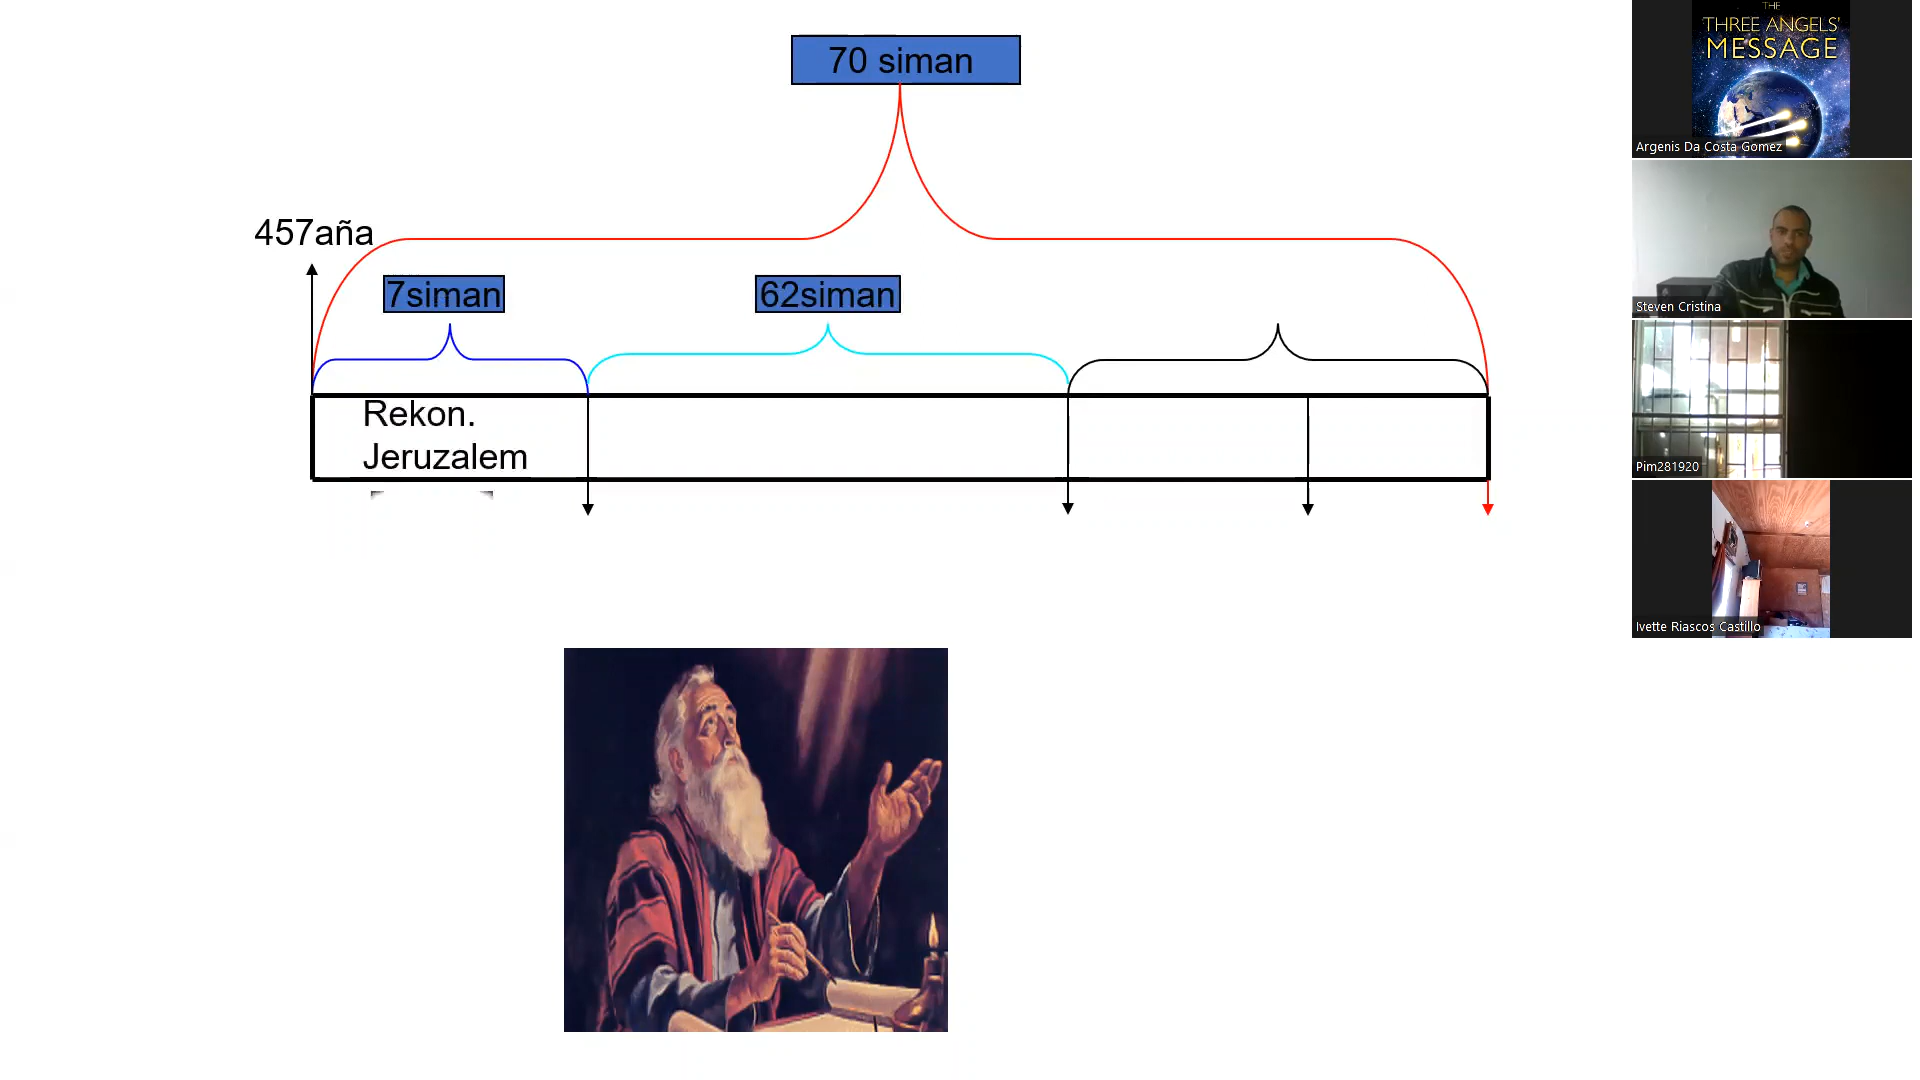 70 siman
457aña
7siman
62siman
Rekon.
Jeruzalem
THE
THREE ANGELS'
MESSAGE
Argenis Da Costa Gomez
Steven Cristina
Pim281920
Ivette Riascos Castillo